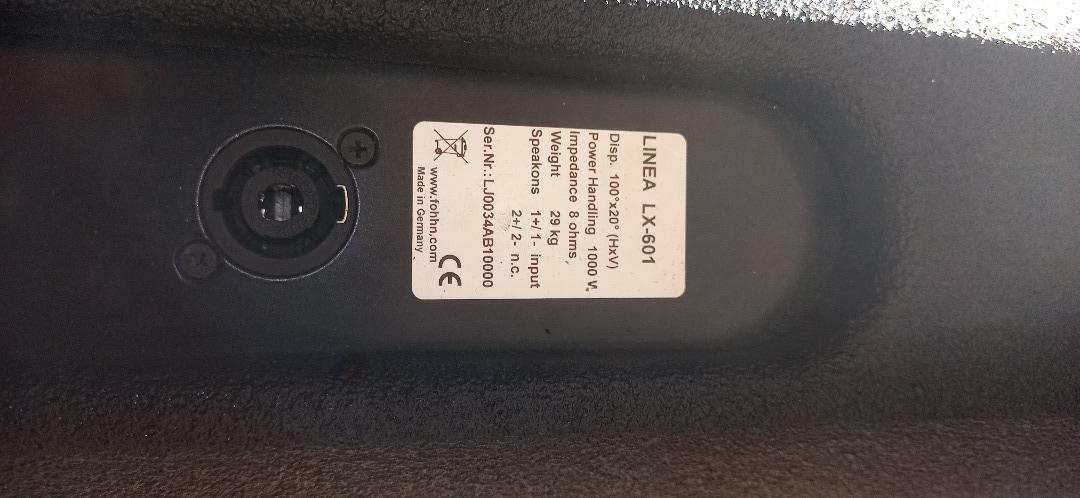 LINEA LX-601
Disp. 100°x20° (HxV)
Power Handling 1000 W,
Impedance 8 ohms,
Weight 29 kg
Speakons 1+/1- input
2+/2- n.c.
Ser.Nr.: LJ0034AB10000
www.fohhn.com
Made in Germany
CE